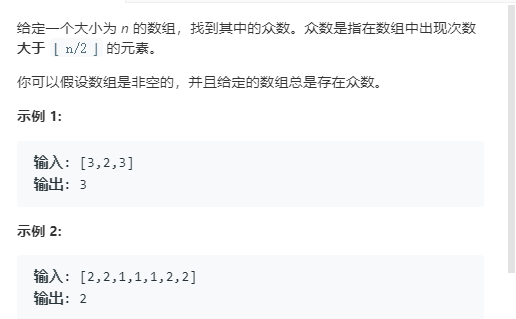 给定一个大小为 n 的数组，找到其中的众数。众数是指在数组中出现次数
大于 ⌊ n/2 ⌋ 的元素。
你可以假设数组是非空的，并且给定的数组总是存在众数。
示例 1:
输入: [3,2,3]
输出: 3
示例 2:
输入: [2,2,1,1,1,2,2]
输出: 2